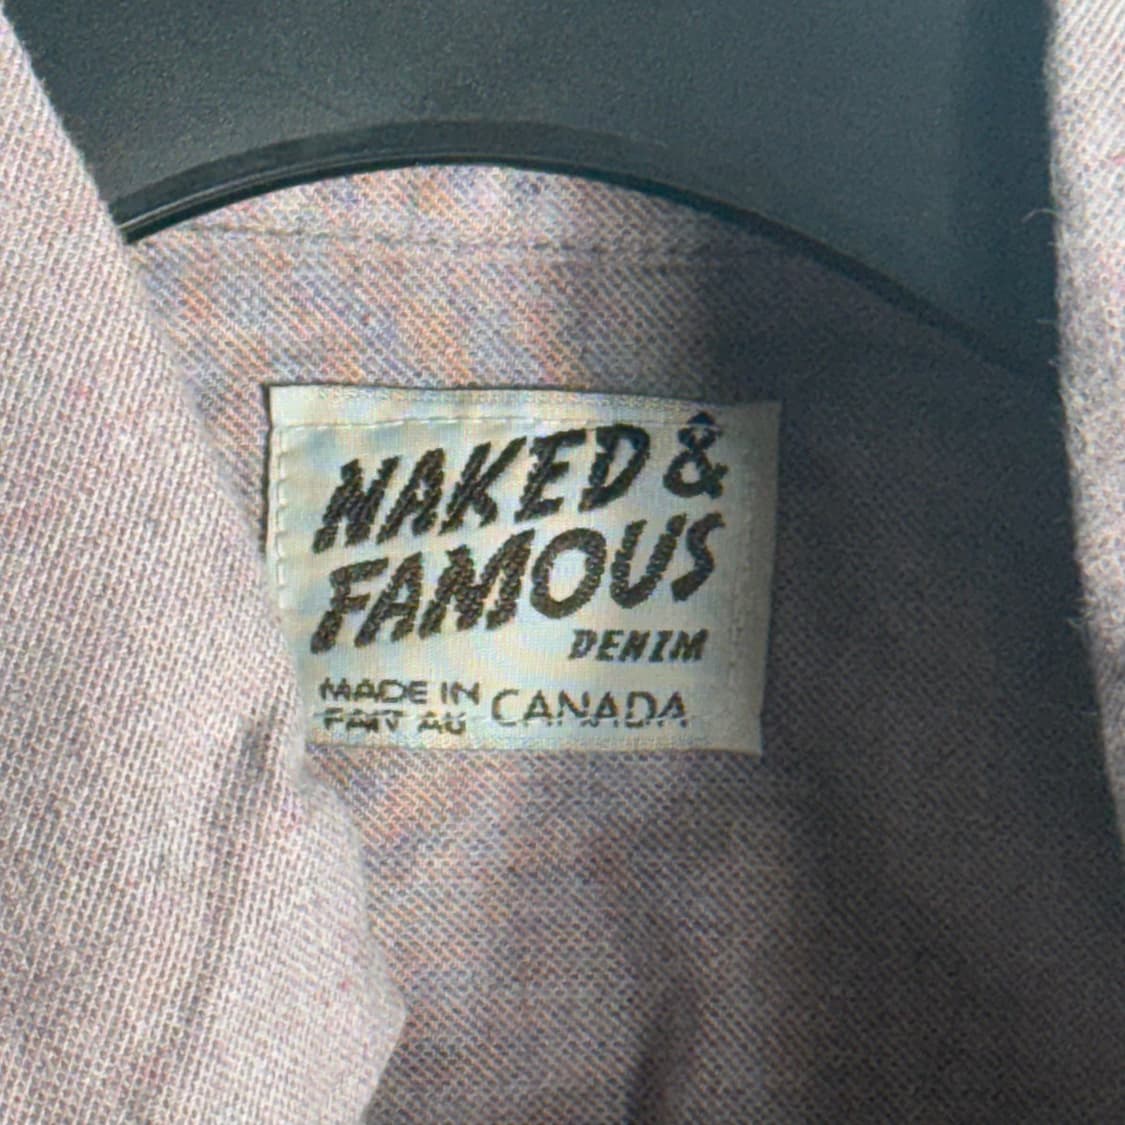 NAKED &
FAMOUS
DENIM
MADE IN
FAIT AU CANADA